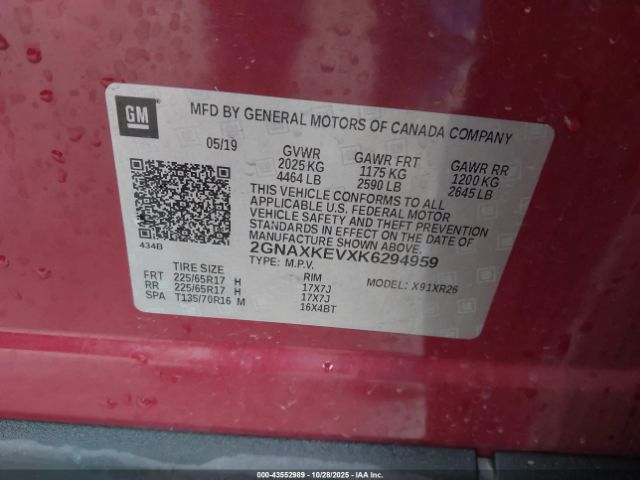 GM
MFD BY GENERAL MOTORS OF CANADA COMPANY
05/19 GVWR GAWR FRT GAWR RR
2025 KG 1175 KG 1200 KG
4464 LB 2590 LB 2645 LB
THIS VEHICLE CONFORMS TO ALL
APPLICABLE U.S. FEDERAL MOTOR
VEHICLE SAFETY AND THEFT PREVENTION
STANDARDS IN EFFECT ON THE DATE OF
MANUFACTURE SHOWN ABOVE.
434B 2GNAXKEVXK6294959
TYPE: M.P.V. MODEL: X91XR26
TIRE SIZE RIM
FRT 225/65R17 H 17X7J
RR 225/65R17 H 17X7J
SPA T135/70R16 M 16X4BT
000-43552989 - 10/28/2025 - IAAI.com